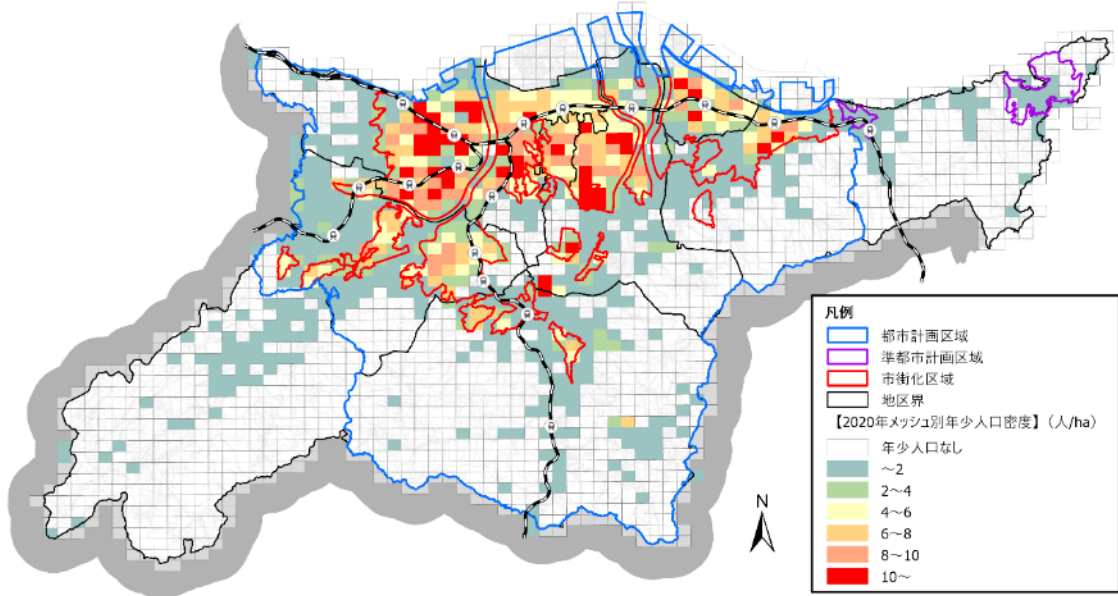 N
凡例
都市計画区域
準都市計画区域
市街化区域
地区界
【2020年メッシュ別年少人口密度】(人/ha)
年少人口なし
~2
2~4
4~6
6~8
8~10
10~